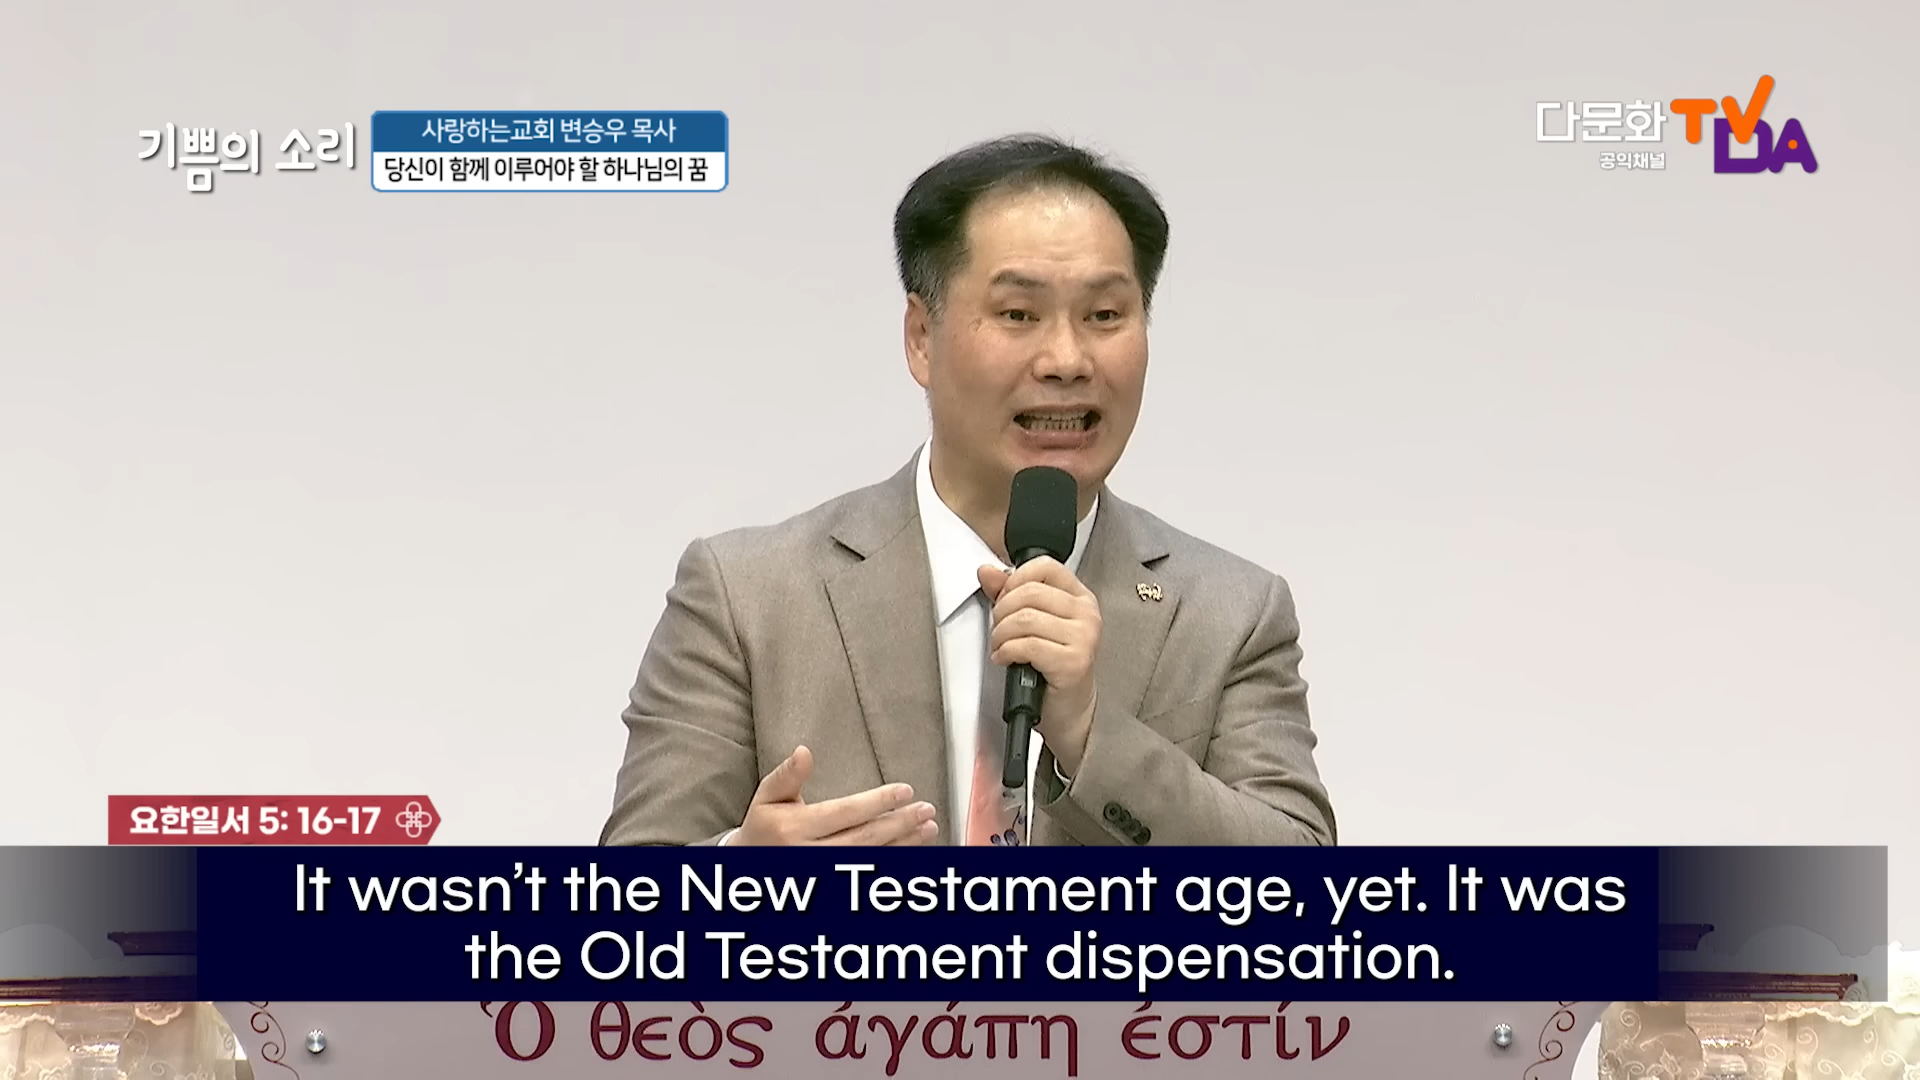 기쁨의 소리
사랑하는교회 변승우 목사
당신이 함께 이루어야 할 하나님의 꿈
다문화 TV
DA
공익채널
요한일서 5: 16-17
It wasn't the New Testament age, yet. It was
the Old Testament dispensation.
Ὁ θεὸς ἀγάπη ἐστίν